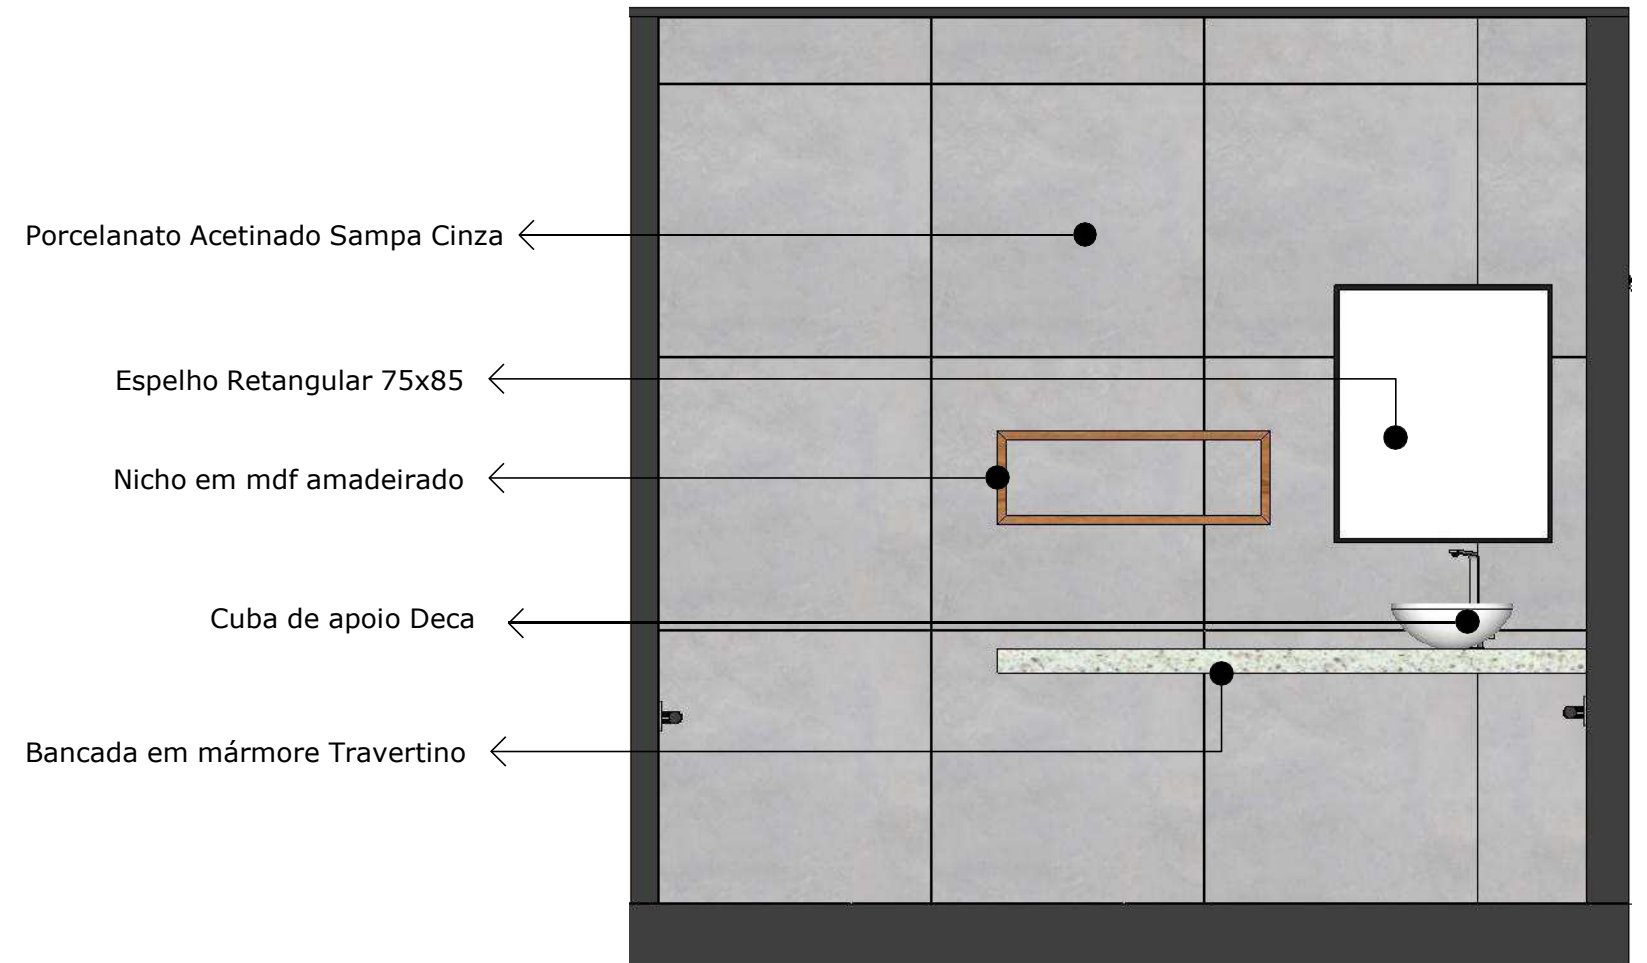 Porcelanato Acetinado Sampa Cinza
Espelho Retangular 75x85
Nicho em mdf amadeirado
Cuba de apoio Deca
Bancada em mármore Travertino